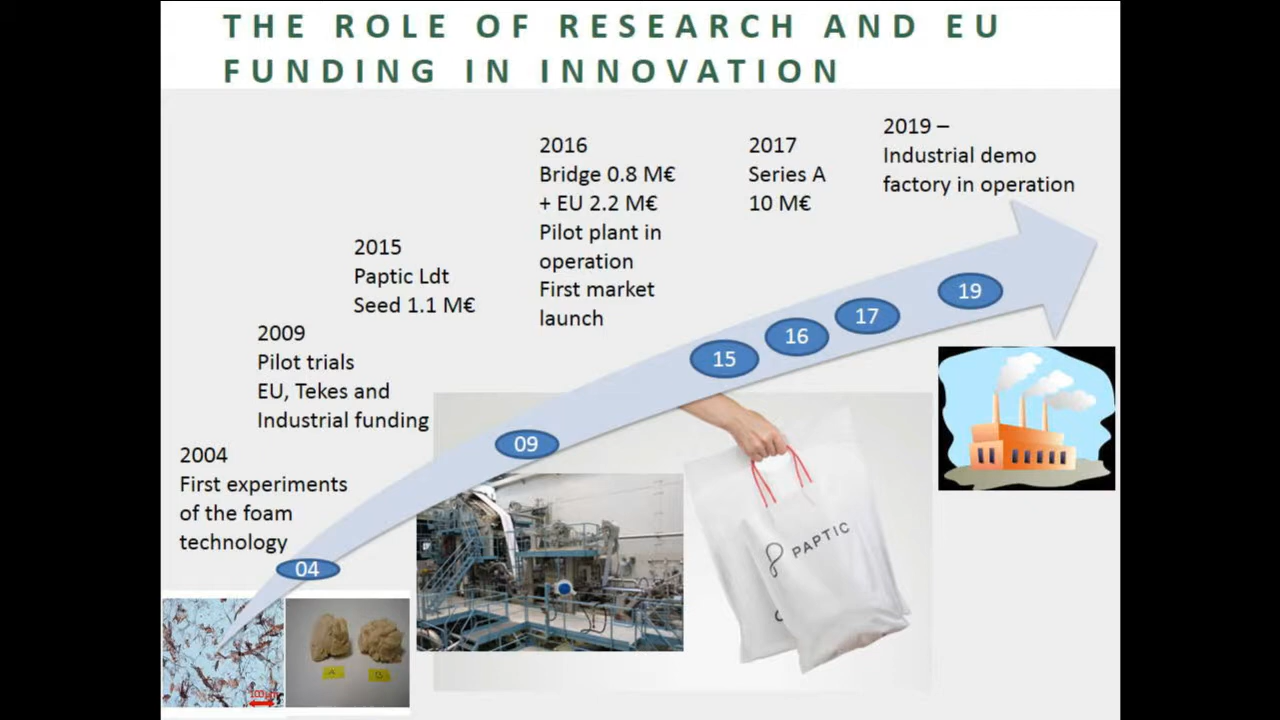 THE ROLE OF RESEARCH AND EU
FUNDING IN INNOVATION
2019 –
Industrial demo
factory in operation
2017
Series A
10 M€
2016
Bridge 0.8 M€
+ EU 2.2 M€
Pilot plant in
operation
First market
launch
2015
Paptic Ldt
Seed 1.1 M€
2009
Pilot trials
EU, Tekes and
Industrial funding
2004
First experiments
of the foam
technology
04
09
15
16
17
19
PAPTIC
A
B